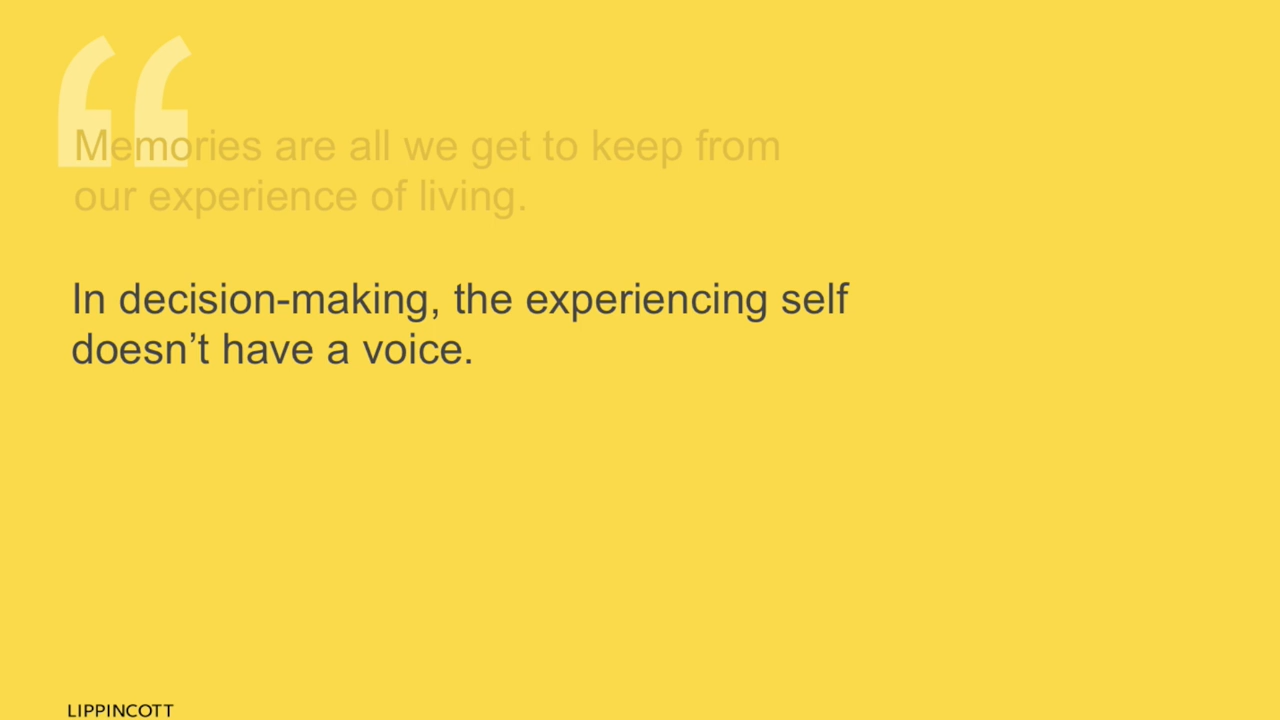 “
Memories are all we get to keep from
our experience of living.
In decision-making, the experiencing self
doesn’t have a voice.
LIPPINCOTT